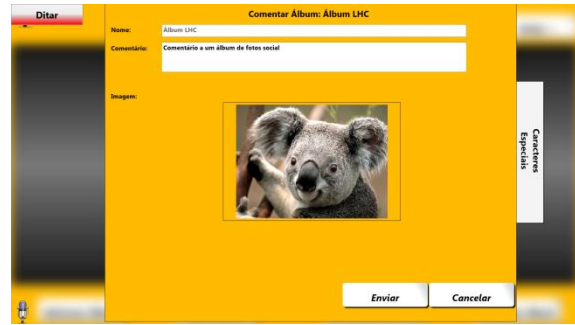 Ditar
Comentar Álbum: Álbum LHC
Nome:
Álbum LHC
Comentário:
Comentário a um álbum de fotos social
Imagem:
Caracteres
Especiais
Enviar
Cancelar